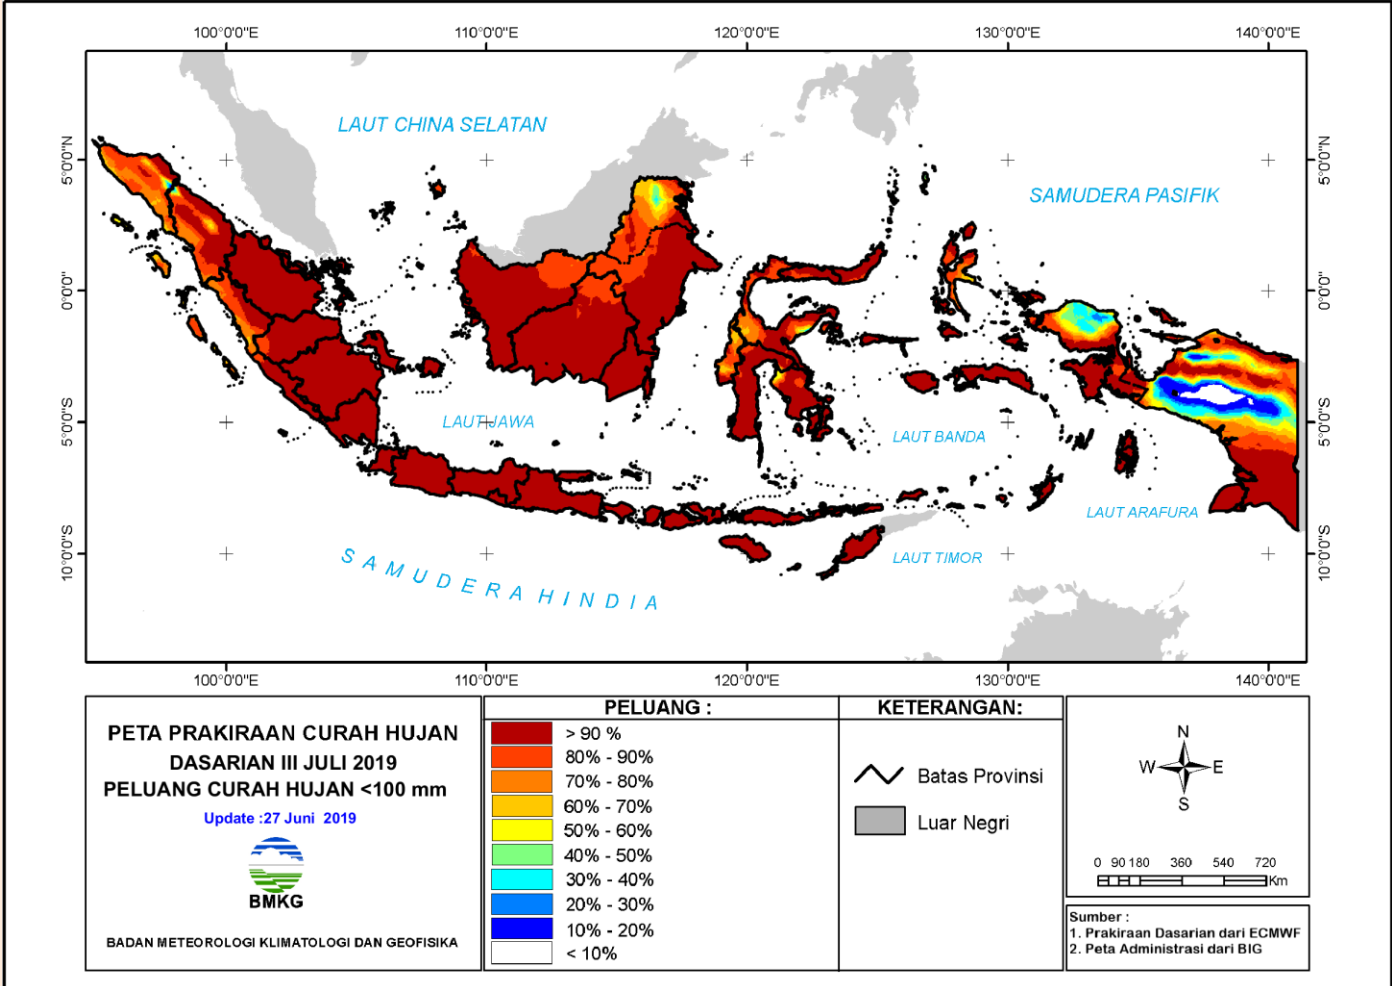 100°0'0"E 110°0'0"E 120°0'0"E 130°0'0"E 140°0'0"E
5°0'0"N
0°0'0"
5°0'0"S
10°0'0"S
LAUT CHINA SELATAN
SAMUDERA PASIFIK
LAUT JAWA
LAUT BANDA
LAUT ARAFURA
LAUT TIMOR
SAMUDERA HINDIA
5°0'0"N
0°0'0"
5°0'0"S
10°0'0"S
100°0'0"E 110°0'0"E 120°0'0"E 130°0'0"E 140°0'0"E
PETA PRAKIRAAN CURAH HUJAN
DASARIAN III JULI 2019
PELUANG CURAH HUJAN <100 mm
Update :27 Juni 2019
BMKG
BADAN METEOROLOGI KLIMATOLOGI DAN GEOFISIKA
PELUANG :
> 90 %
80% - 90%
70% - 80%
60% - 70%
50% - 60%
40% - 50%
30% - 40%
20% - 30%
10% - 20%
< 10%
KETERANGAN:
Batas Provinsi
Luar Negri
N
W E
S
0 90 180 360 540 720
Km
Sumber :
1. Prakiraan Dasarian dari ECMWF
2. Peta Administrasi dari BIG